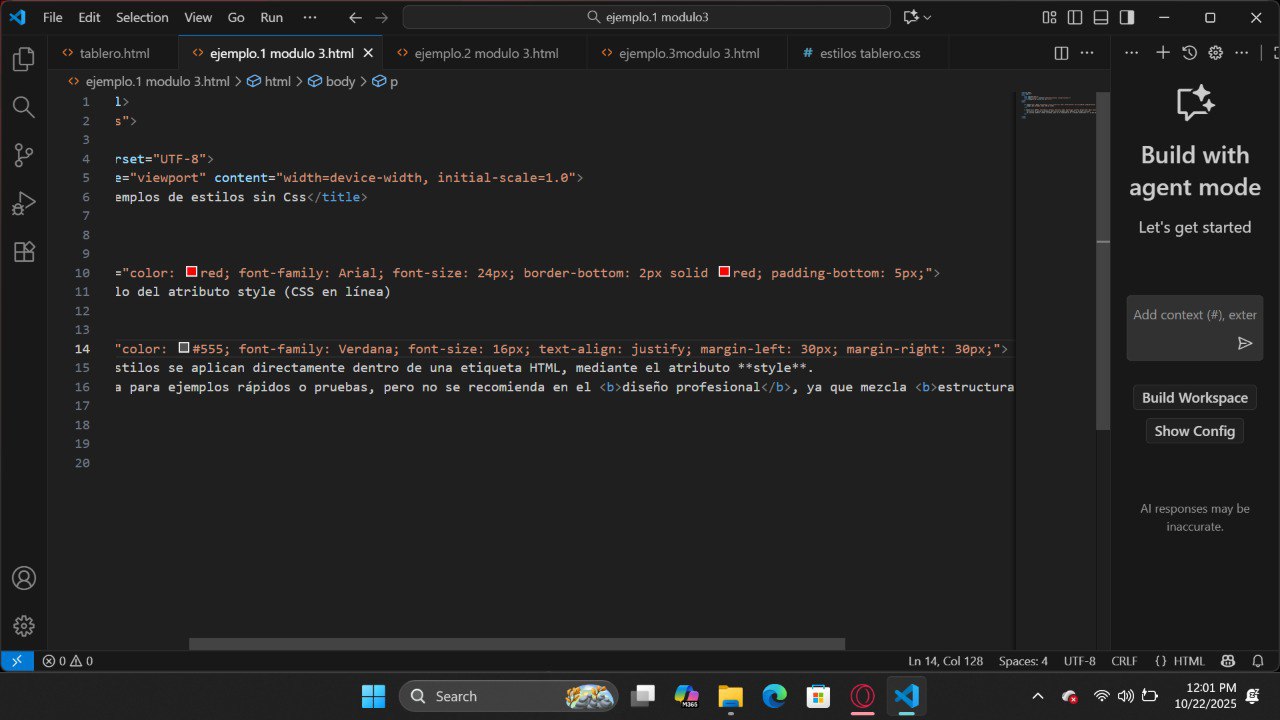 File Edit Selection View Go Run ejemplo.1 modulo3
tablero.html ejemplo.1 modulo 3.html ejemplo.2 modulo 3.html ejemplo.3modulo 3.html # estilos tablero.css
ejemplo.1 modulo 3.html > html > body > p
1 l>
2 s">
3
4 rset="UTF-8">
5 e="viewport" content="width=device-width, initial-scale=1.0">
6 emplos de estilos sin Css</title>
7
8
9
10 ="color: red; font-family: Arial; font-size: 24px; border-bottom: 2px solid red; padding-bottom: 5px;">
11 lo del atributo style (CSS en línea)
12
13
14 "color: #555; font-family: Verdana; font-size: 16px; text-align: justify; margin-left: 30px; margin-right: 30px;">
15 stilos se aplican directamente dentro de una etiqueta HTML, mediante el atributo **style**.
16 a para ejemplos rápidos o pruebas, pero no se recomienda en el <b>diseño profesional</b>, ya que mezcla <b>estructura
17
18
19
20
Build with
agent mode
Let's get started
Add context (#), exter
Build Workspace
Show Config
AI responses may be
inaccurate.
0 0 Ln 14, Col 128 Spaces: 4 UTF-8 CRLF {} HTML
Search M365 12:01 PM
10/22/2025